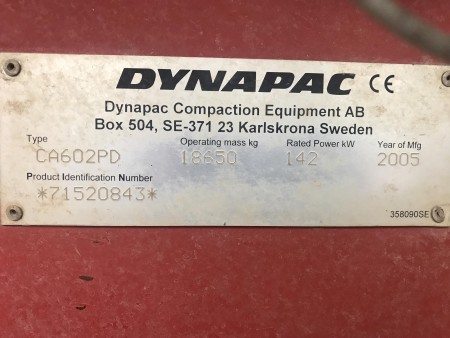 DYNAPAC CE
Dynapac Compaction Equipment AB
Box 504, SE-371 23 Karlskrona Sweden
Type Operating mass kg Rated Power kW Year of Mfg
CA602PD 18650 142 2005
Product Identification Number
*71520843*
358090SE